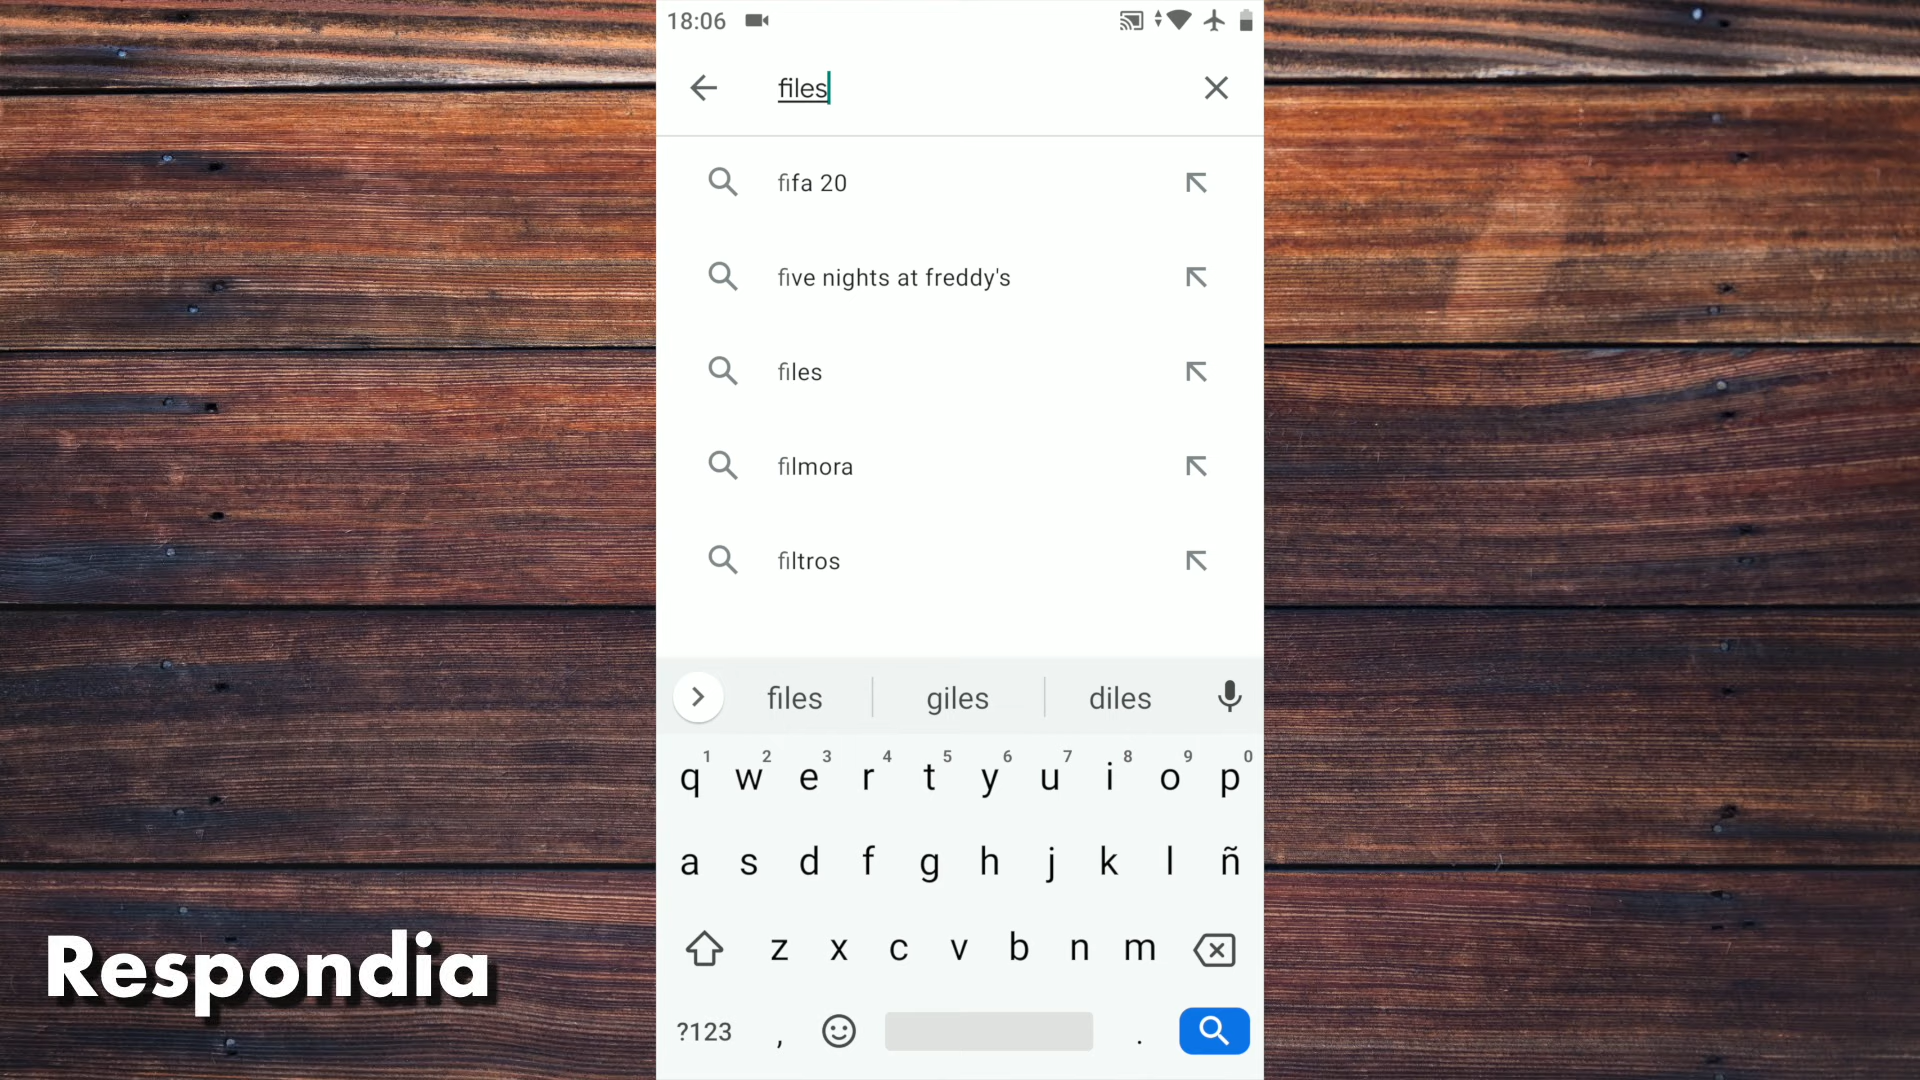 18:06
files
fifa 20
five nights at freddy's
files
filmora
filtros
files giles diles
1 2 3 4 5 6 7 8 9 0
q w e r t y u i o p
a s d f g h j k l ñ
z x c v b n m
?123 , .
Respondia